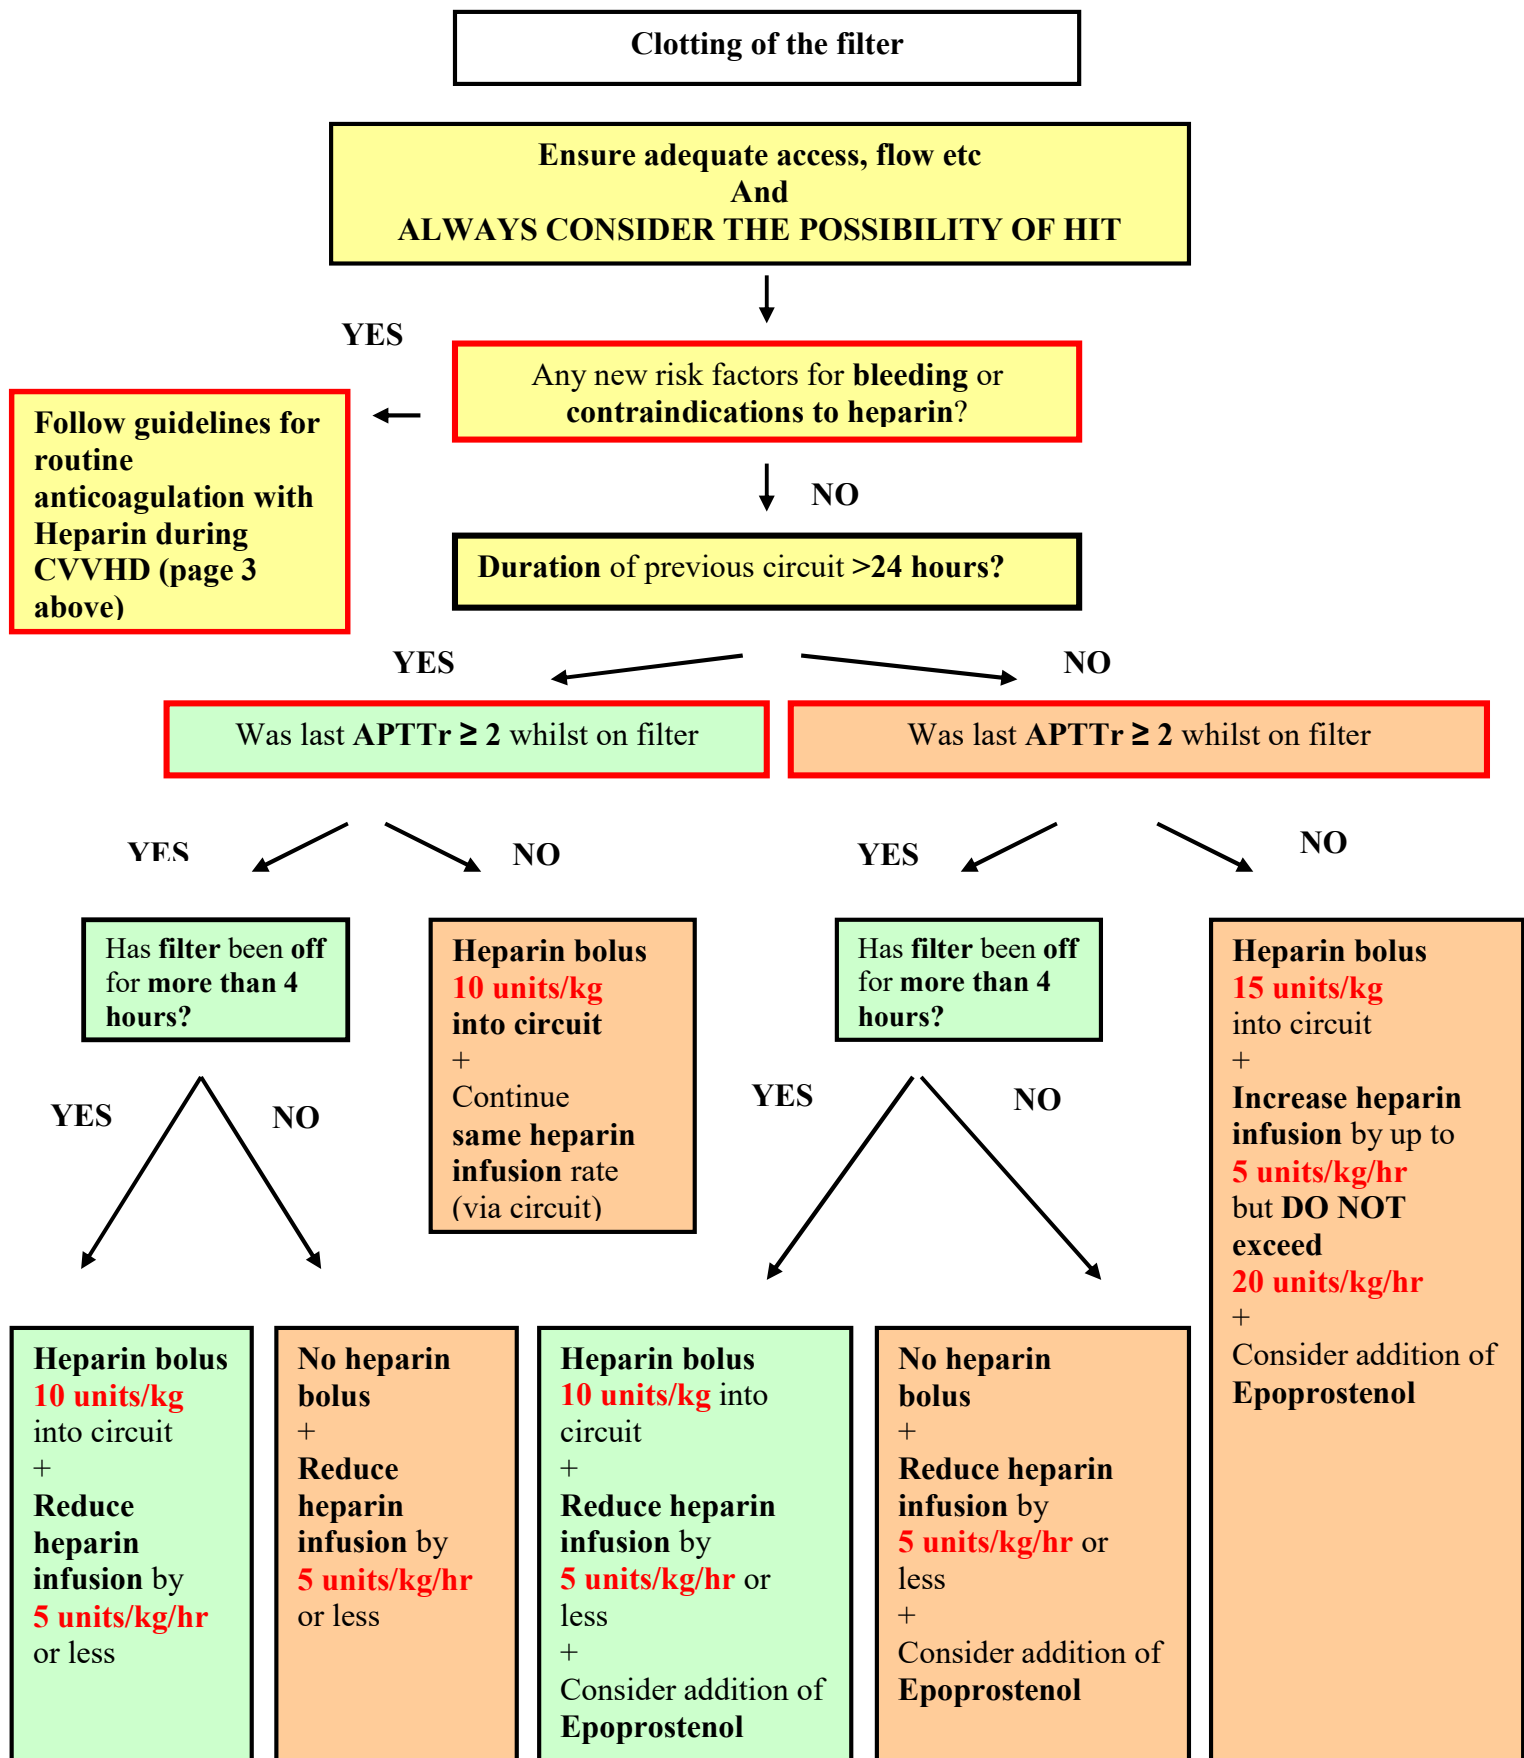 Clotting of the filter
Ensure adequate access, flow etc
And
ALWAYS CONSIDER THE POSSIBILITY OF HIT
YES
Any new risk factors for bleeding or
contraindications to heparin?
Follow guidelines for
routine
anticoagulation with
Heparin during
CVVHD (page 3
above)
NO
Duration of previous circuit >24 hours?
YES
NO
Was last APTTr ≥ 2 whilst on filter
Was last APTTr ≥ 2 whilst on filter
YES
NO
YES
NO
Has filter been off
for more than 4
hours?
Heparin bolus
10 units/kg
into circuit
+
Continue
same heparin
infusion rate
(via circuit)
Has filter been off
for more than 4
hours?
Heparin bolus
15 units/kg
into circuit
+
Increase heparin
infusion by up to
5 units/kg/hr
but DO NOT
exceed
20 units/kg/hr
+
Consider addition of
Epoprostenol
YES
NO
YES
NO
Heparin bolus
10 units/kg
into circuit
+
Reduce
heparin
infusion by
5 units/kg/hr
or less
No heparin
bolus
+
Reduce
heparin
infusion by
5 units/kg/hr
or less
Heparin bolus
10 units/kg into
circuit
+
Reduce heparin
infusion by
5 units/kg/hr or
less
+
Consider addition of
Epoprostenol
No heparin
bolus
+
Reduce heparin
infusion by
5 units/kg/hr or
less
+
Consider addition of
Epoprostenol